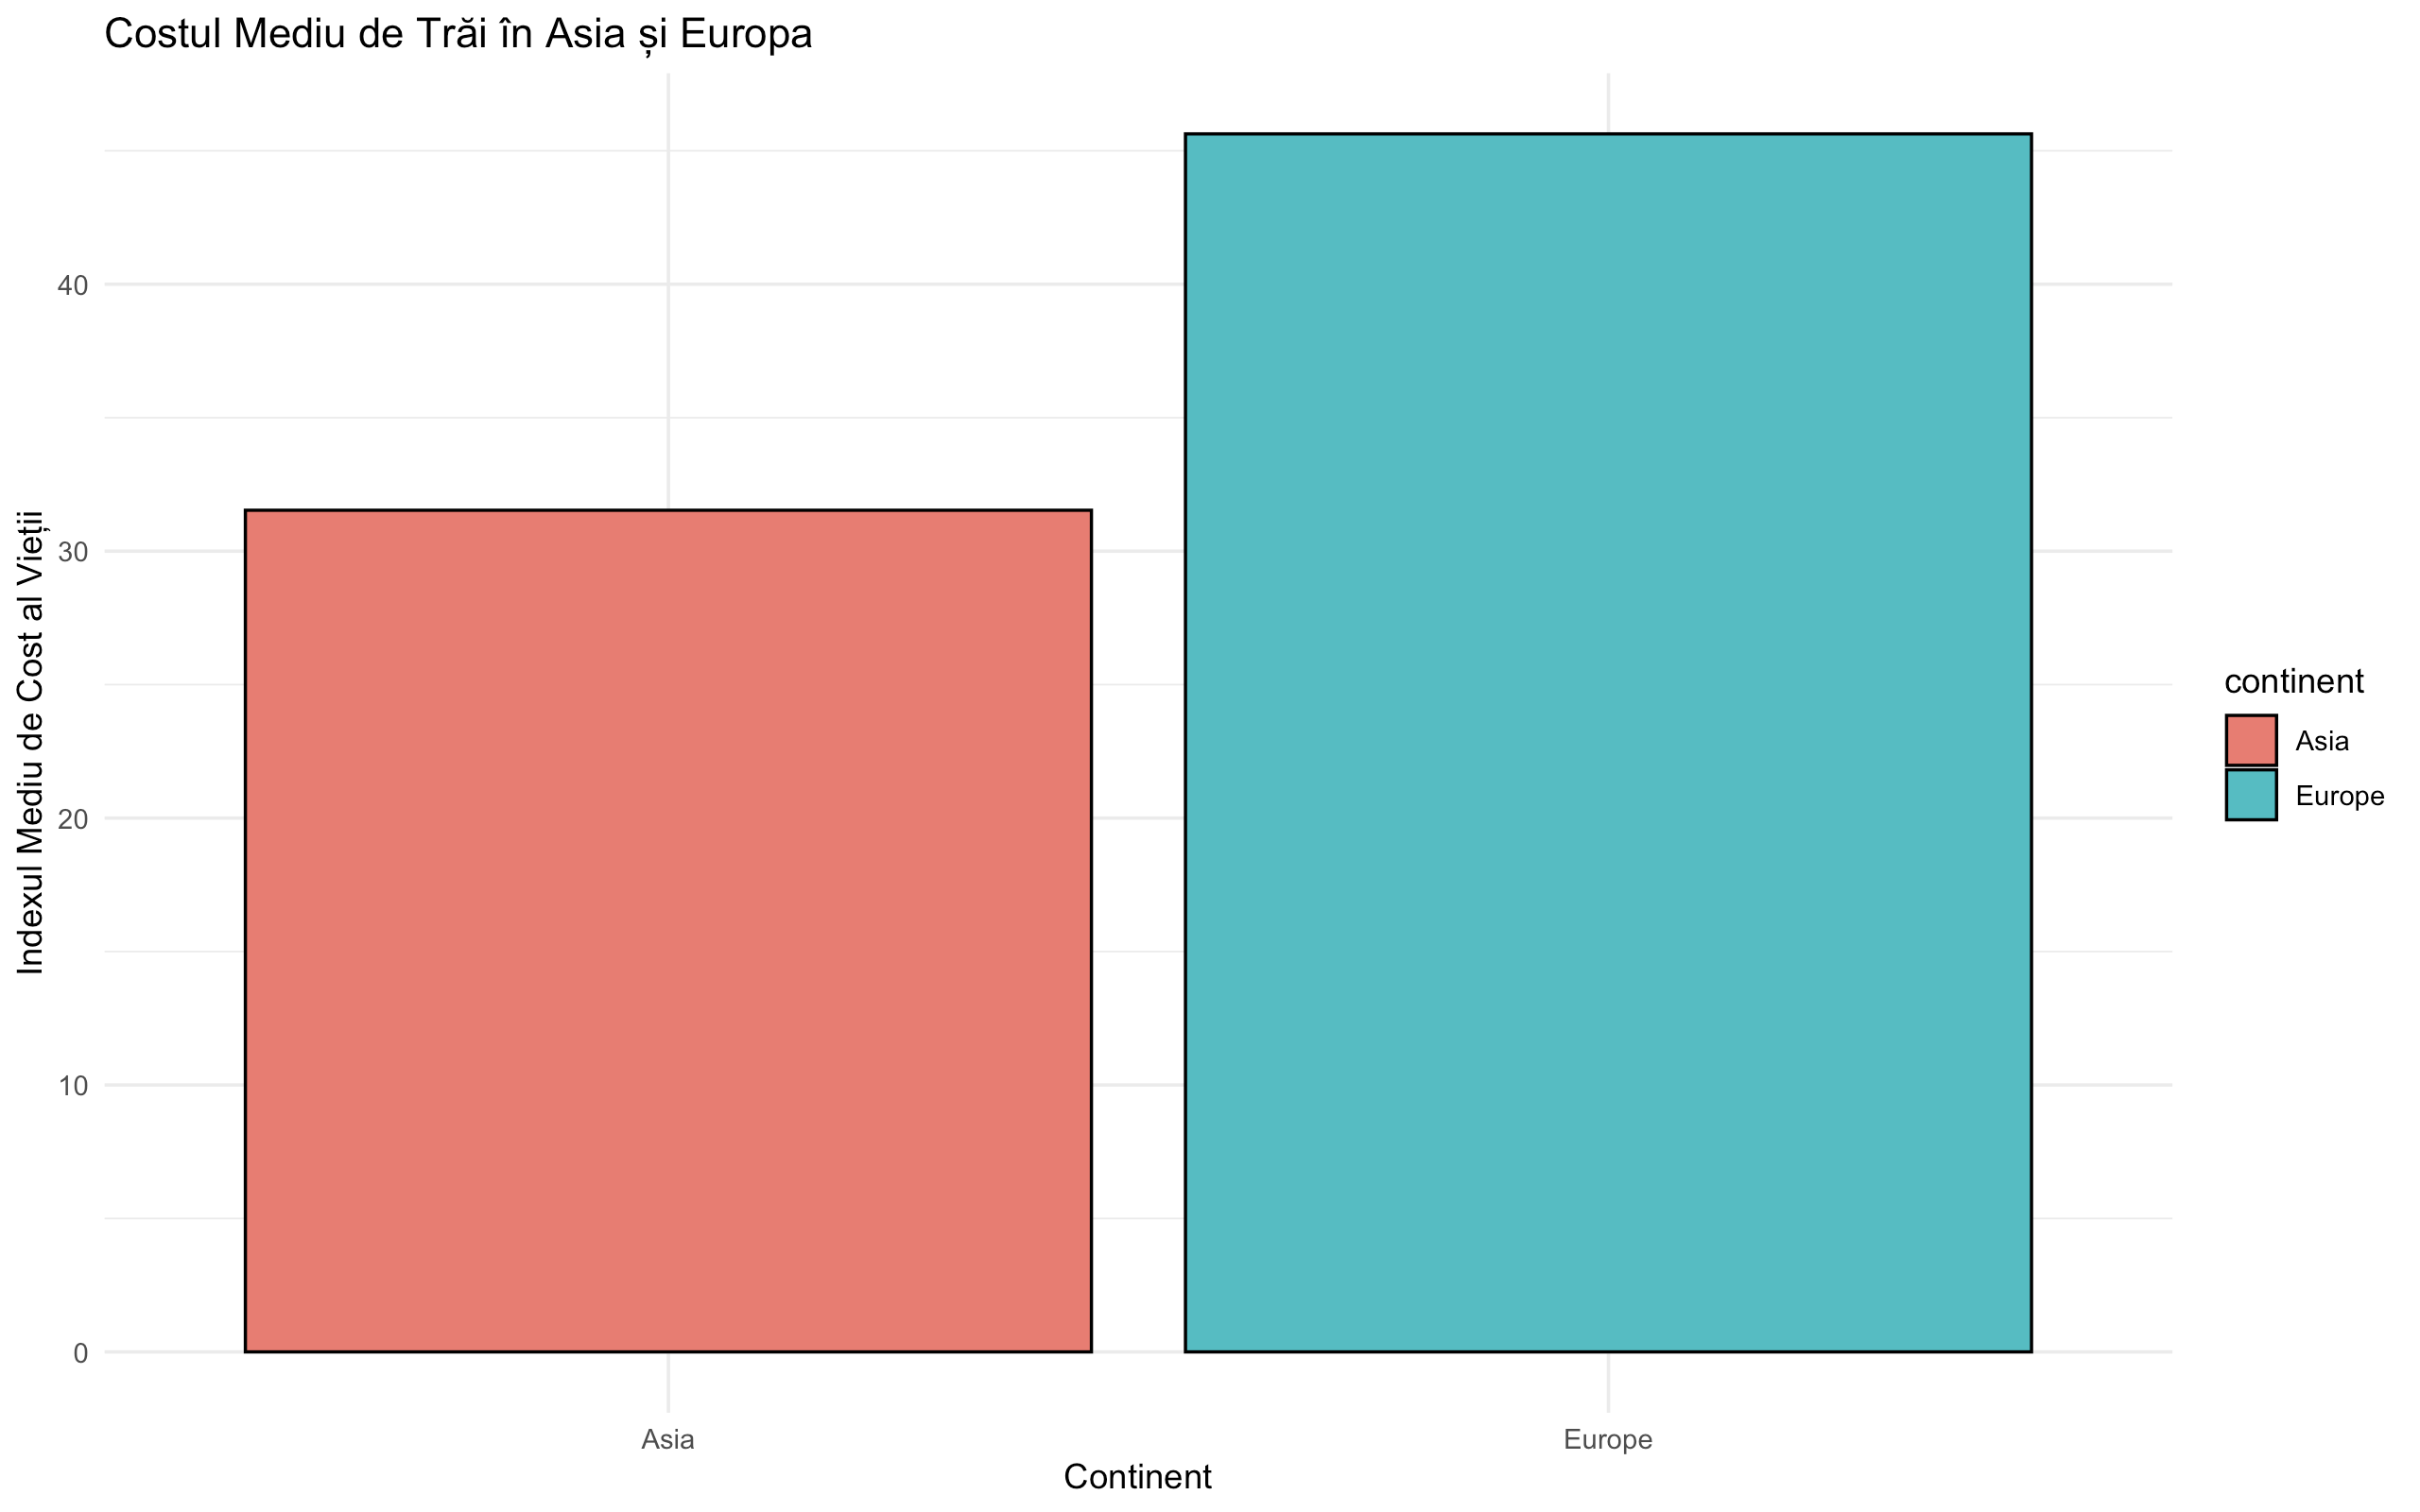 Costul Mediu de Trăi în Asia și Europa
Indexul Mediu de Cost al Vieții
40
30
20
10
0
Asia
Europe
Continent
continent
Asia
Europe